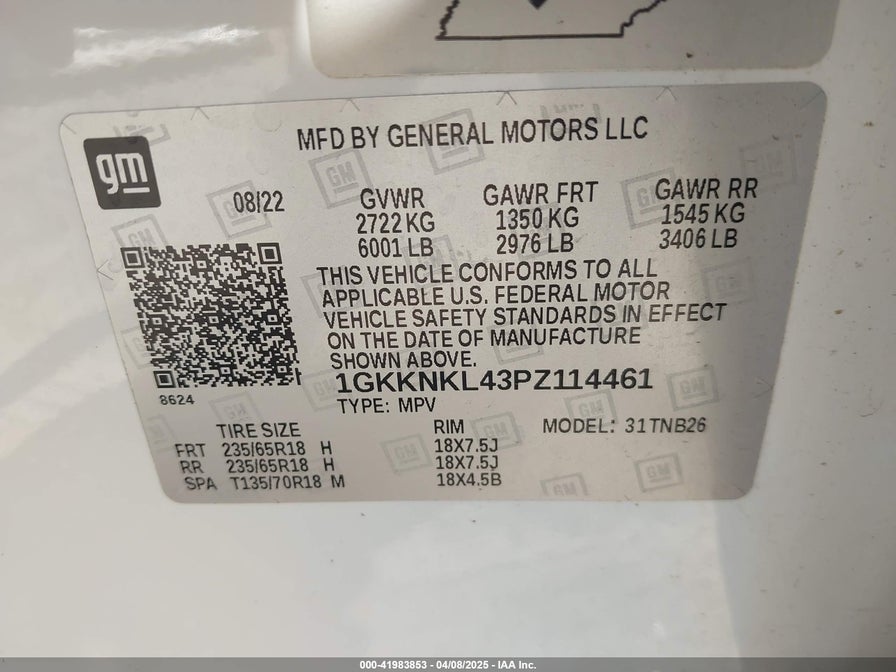 gm
MFD BY GENERAL MOTORS LLC
08/22
GVWR GAWR FRT GAWR RR
2722 KG 1350 KG 1545 KG
6001 LB 2976 LB 3406 LB
THIS VEHICLE CONFORMS TO ALL
APPLICABLE U.S. FEDERAL MOTOR
VEHICLE SAFETY STANDARDS IN EFFECT
ON THE DATE OF MANUFACTURE
SHOWN ABOVE.
8624
1GKKNKL43PZ114461
TYPE: MPV
TIRE SIZE RIM MODEL: 31TNB26
FRT 235/65R18 H 18X7.5J
RR 235/65R18 H 18X7.5J
SPA T135/70R18 M 18X4.5B
000-41983853 - 04/08/2025 - IAA Inc.